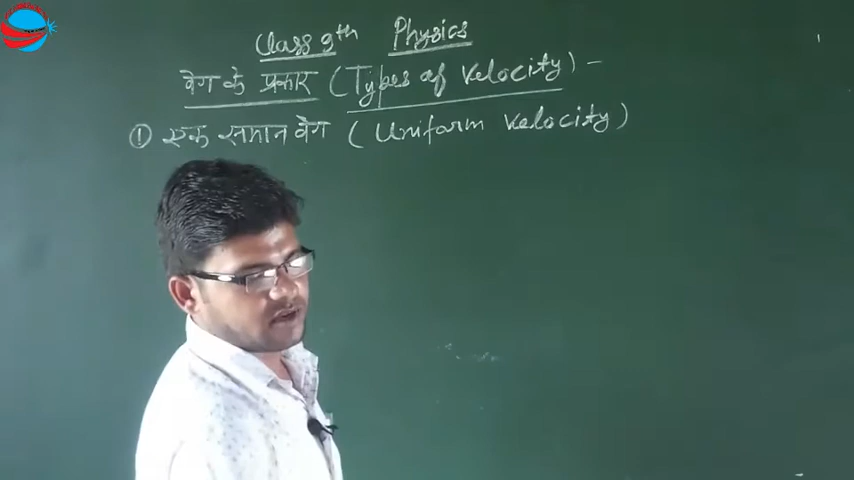 Class 9th Physics
वेग के प्रकार (Types of velocity) -
① एक समान वेग (Uniform velocity)